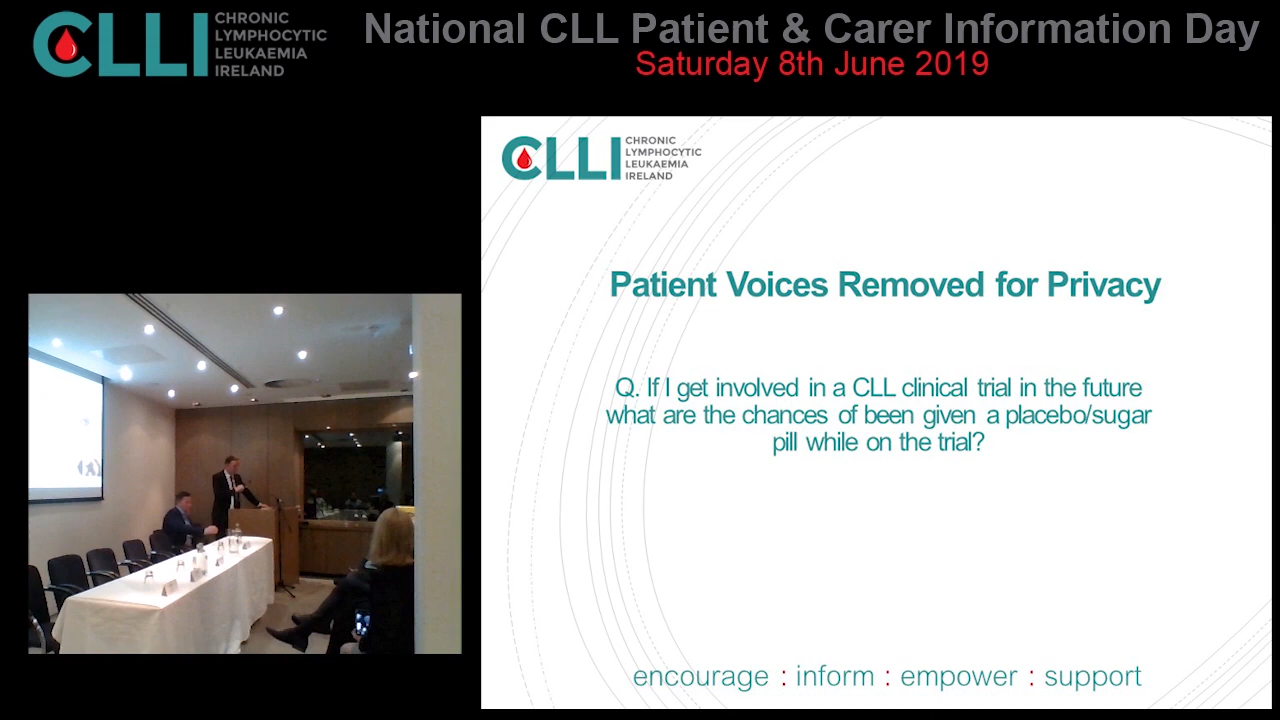 CLLI CHRONIC
LYMPHOCYTIC
LEUKAEMIA
IRELAND
National CLL Patient & Carer Information Day
Saturday 8th June 2019
CLLI CHRONIC
LYMPHOCYTIC
LEUKAEMIA
IRELAND
Patient Voices Removed for Privacy
Q. If I get involved in a CLL clinical trial in the future
what are the chances of been given a placebo/sugar
pill while on the trial?
encourage : inform : empower : support